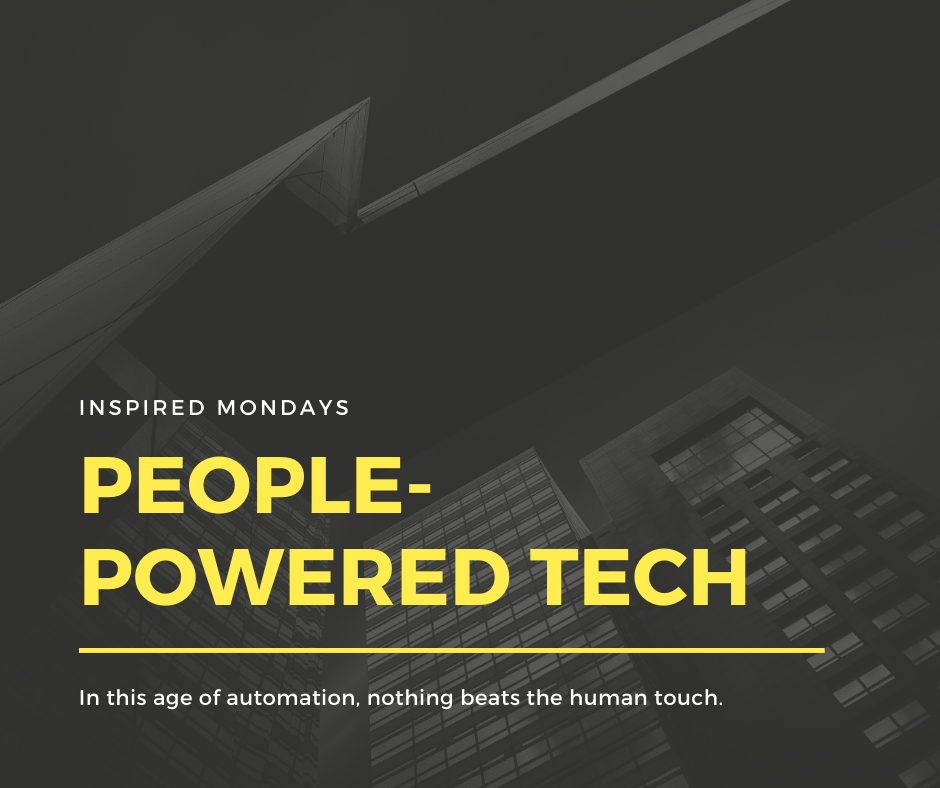 INSPIRED MONDAYS
PEOPLE-
POWERED TECH
In this age of automation, nothing beats the human touch.